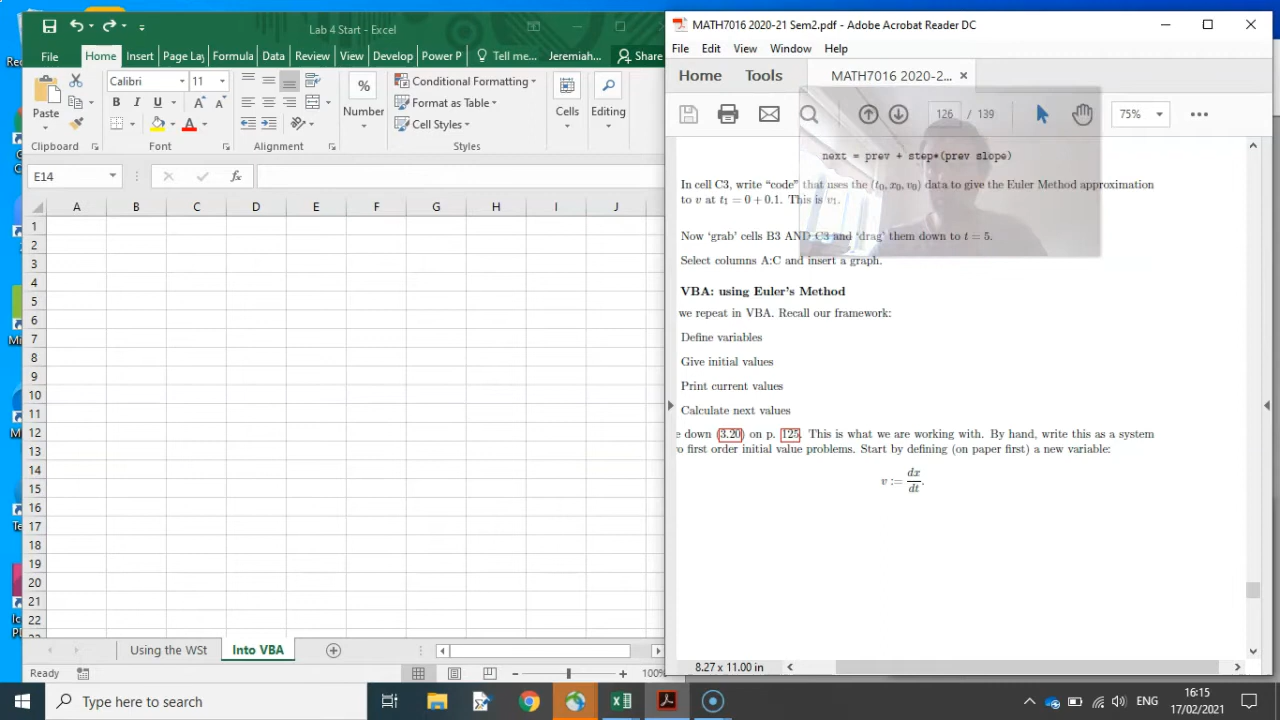 Lab 4 Start - Excel
File Home Insert Page Lay Formula Data Review View Develop Power P Tell me... Jeremiah... Share
Paste
Calibri 11
B I U
Number
Conditional Formatting
Format as Table
Cell Styles
Cells
Editing
Clipboard Font Alignment Styles
E14
fx
A B C D E F G H I J
1
2
3
4
5
6
7
8
9
10
11
12
13
14
15
16
17
18
19
20
21
22
Using the WSt Into VBA
Ready 100%
MATH7016 2020-21 Sem2.pdf - Adobe Acrobat Reader DC
File Edit View Window Help
Home Tools MATH7016 2020-2...
126 / 139 75%
next = prev + step*(prev slope)
In cell C3, write “code” that uses the (t₀, x₀, v₀) data to give the Euler Method approximation
to v at t₁ = 0 + 0.1. This is v₁.
Now ‘grab’ cells B3 AND C3 and ‘drag’ them down to t = 5.
Select columns A:C and insert a graph.
VBA: using Euler’s Method
we repeat in VBA. Recall our framework:
Define variables
Give initial values
Print current values
Calculate next values
e down (3.20) on p. 125. This is what we are working with. By hand, write this as a system
o first order initial value problems. Start by defining (on paper first) a new variable:
v := dx/dt.
8.27 x 11.00 in
Type here to search
ENG
16:15
17/02/2021